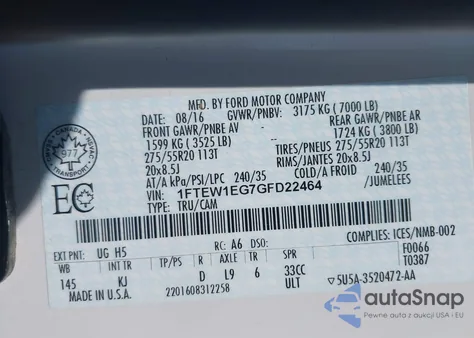 MFD. BY FORD MOTOR COMPANY
DATE: 08/16 GVWR/PNBV: 3175 KG ( 7000 LB)
FRONT GAWR/PNBE AV REAR GAWR/PNBE AR
1599 KG ( 3525 LB) 1724 KG ( 3800 LB)
275/55R20 113T TIRES/PNEUS 275/55R20 113T
20x8.5J RIMS/JANTES 20x8.5J
AT/A kPa/PSI/LPC 240/35 COLD/A FROID 240/35
VIN: 1FTEW1EG7GFD22464 /JUMELEES
TYPE: TRU/CAM
CANADA
977
EC
ICES/NMB-002
EXT PNT: UG H5 RC: A6 DSO: F0066
WB INT TR TP/PS R AXLE TR SPR T0387
145 KJ D L9 6 33CC
MADE IN U.S.A. ULT
2201608312258 5U5A-3520472-AA
autoSnap
Pewne auto z aukcji w USA i EU